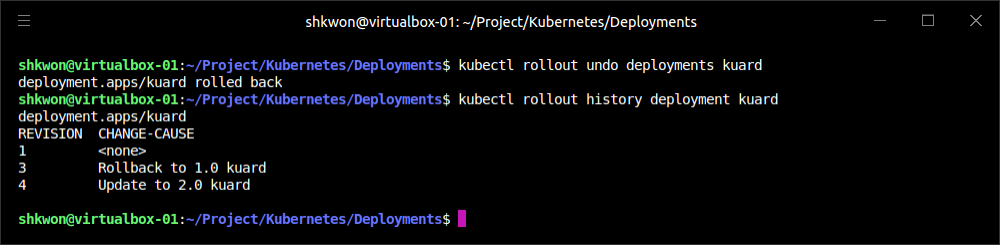 shkwon@virtualbox-01: ~/Project/Kubernetes/Deployments
shkwon@virtualbox-01:~/Project/Kubernetes/Deployments$ kubectl rollout undo deployments kuard
deployment.apps/kuard rolled back
shkwon@virtualbox-01:~/Project/Kubernetes/Deployments$ kubectl rollout history deployment kuard
deployment.apps/kuard
REVISION  CHANGE-CAUSE
1         <none>
3         Rollback to 1.0 kuard
4         Update to 2.0 kuard
shkwon@virtualbox-01:~/Project/Kubernetes/Deployments$